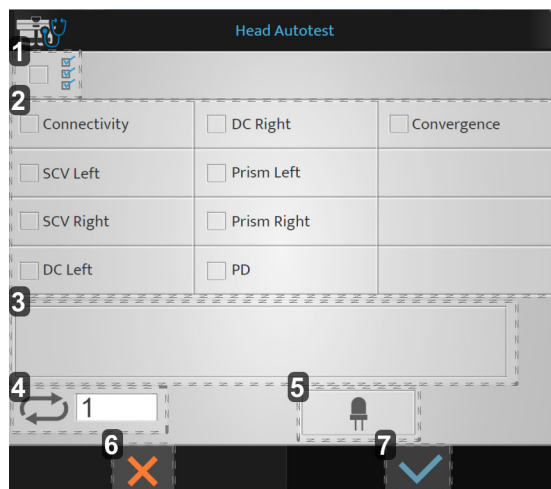 Head Autotest
1
2
Connectivity DC Right Convergence
SCV Left Prism Left
SCV Right Prism Right
DC Left PD
3
4 5
1
6 7